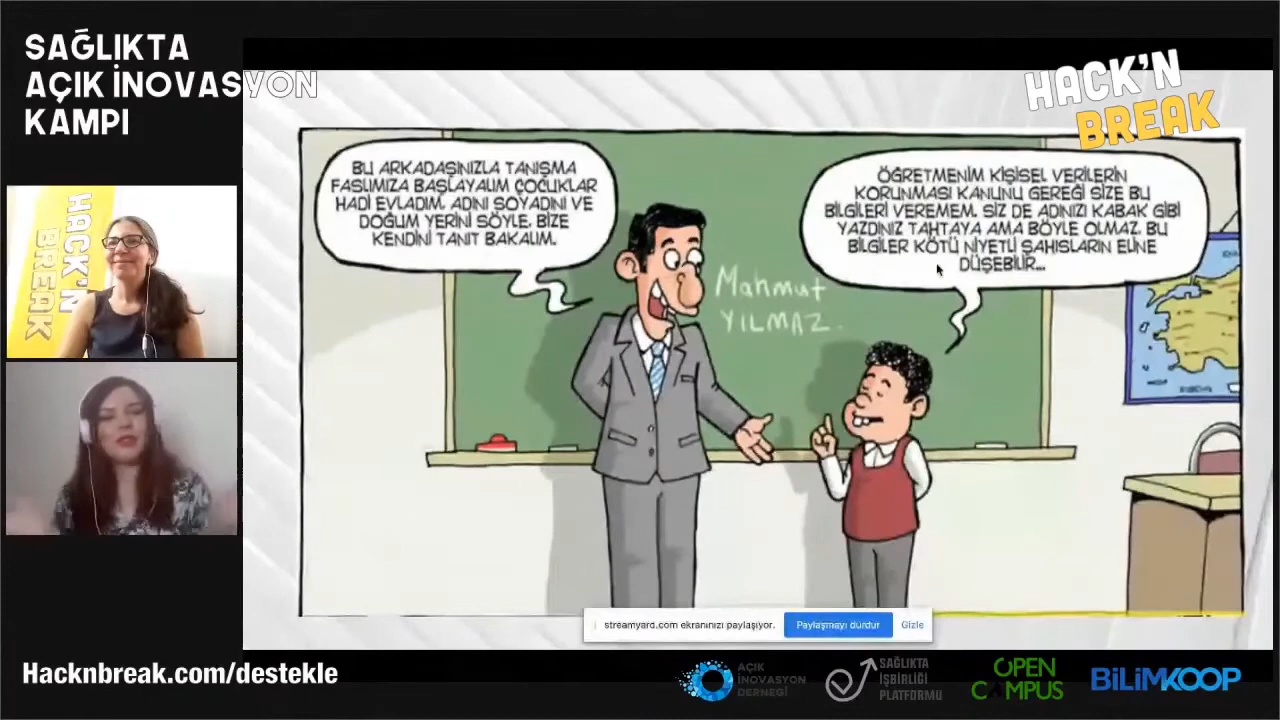 SAĞLIKTA
AÇIK İNOVASYON
KAMPI
HACK'N
BREAK
HACK'N
BREAK
BU ARKADAŞINIZLA TANIŞMA
FASLIMIZA BAŞLAYALIM ÇOÇUKLAR
HADİ EVLADIM, ADINI SOYADINI VE
DOĞUM YERİNİ SÖYLE, BİZE
KENDİNİ TANIT BAKALIM.
ÖĞRETMENİM KİŞİSEL VERİLERİN
KORUNMASI KANUNU GEREĞİ SİZE BU
BİLGİLERİ VEREMEM. SİZ DE ADINIZI KABAK GİBİ
YAZDINIZ TAHTAYA AMA BÖYLE OLMAZ. BU
BİLGİLER KÖTÜ NİYETLİ ŞAHISLARIN ELİNE
DÜŞEBİLİR...
Mahmut
YILMAZ.
streamyard.com ekranınızı paylaşıyor.
Paylaşmayı durdur
Gizle
Hacknbreak.com/destekle
AÇIK
İNOVASYON
DERNEĞİ
SAĞLIKTA
İŞBİRLİĞİ
PLATFORMU
OPEN
CAMPUS
BİLİMKOOP